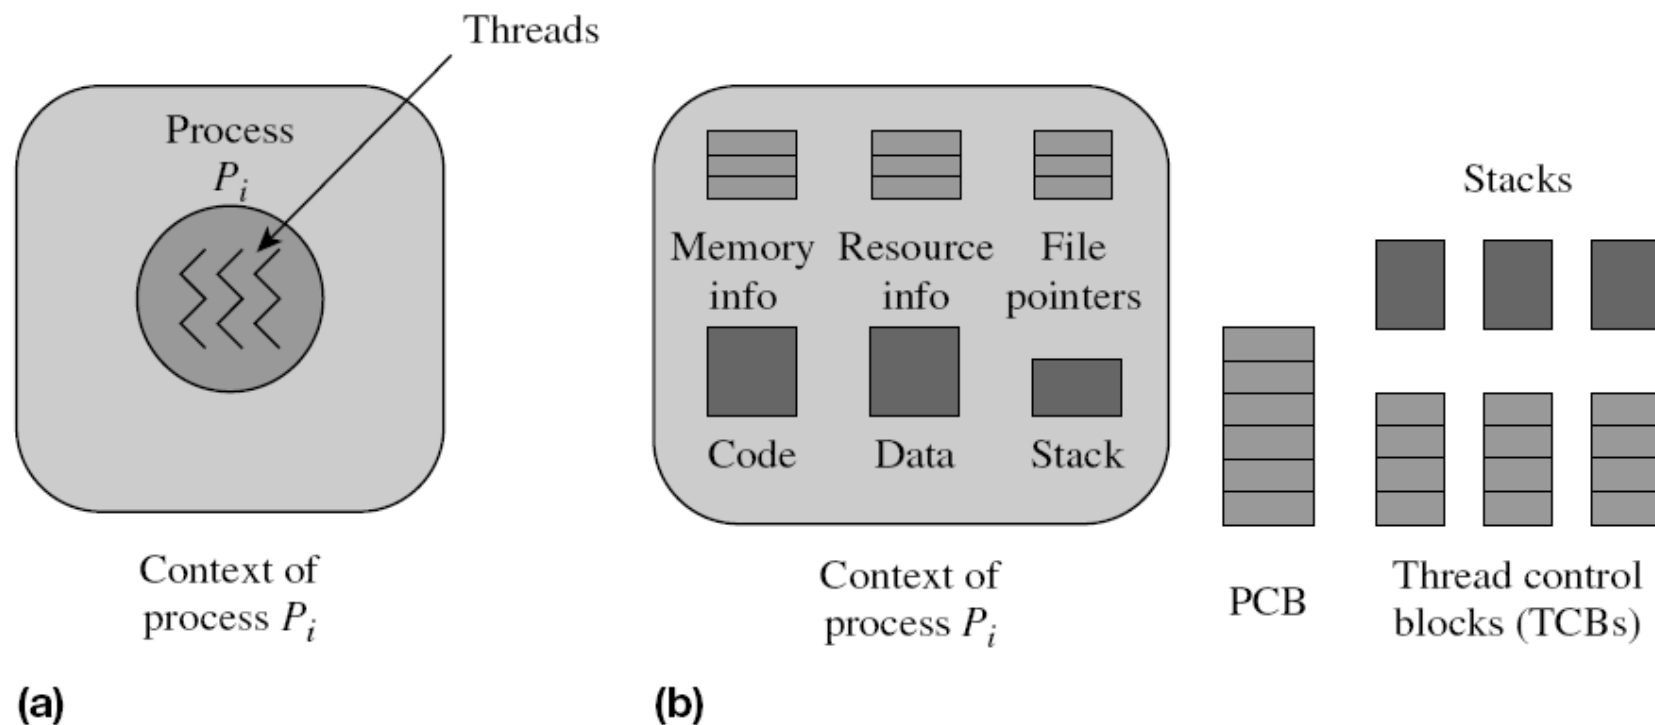 Threads
Process
P_i
Context of
process P_i
(a)
Memory
info
Resource
info
File
pointers
Code
Data
Stack
Context of
process P_i
PCB
Stacks
Thread control
blocks (TCBs)
(b)